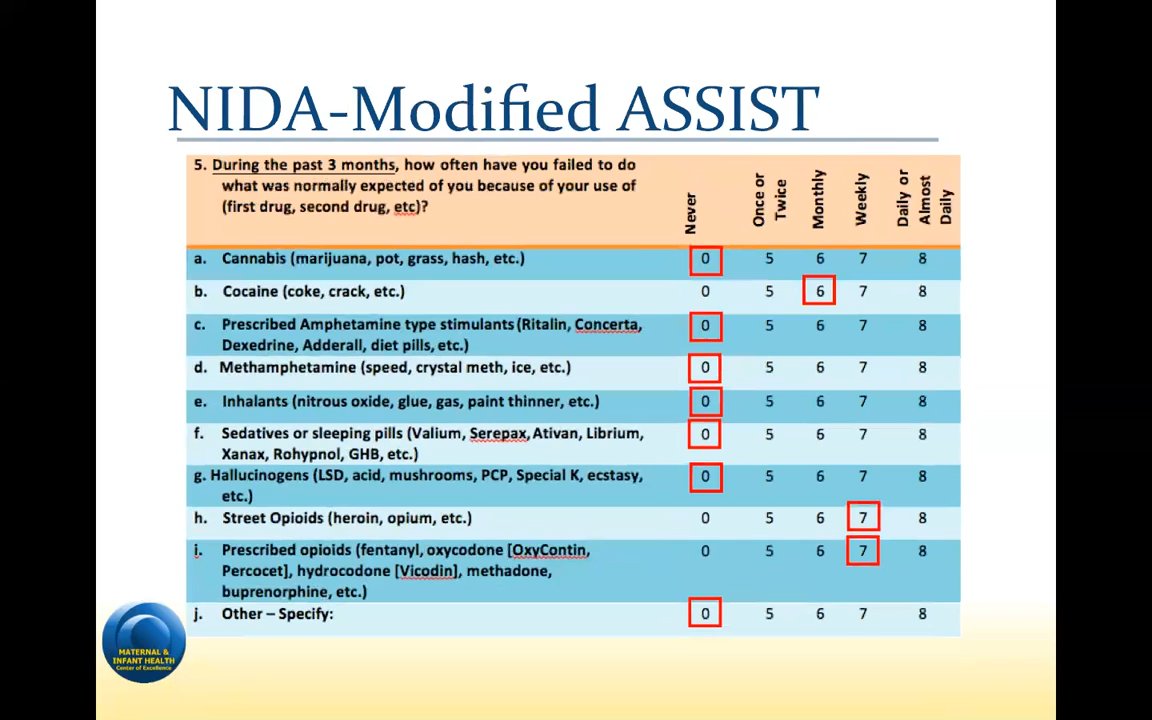 NIDA-Modified ASSIST
5. During the past 3 months, how often have you failed to do
what was normally expected of you because of your use of
(first drug, second drug, etc)?
Never
Once or
Twice
Monthly
Weekly
Daily or
Almost
Daily
a. Cannabis (marijuana, pot, grass, hash, etc.) 0 5 6 7 8
b. Cocaine (coke, crack, etc.) 0 5 6 7 8
c. Prescribed Amphetamine type stimulants (Ritalin, Concerta, 0 5 6 7 8
Dexedrine, Adderall, diet pills, etc.)
d. Methamphetamine (speed, crystal meth, ice, etc.) 0 5 6 7 8
e. Inhalants (nitrous oxide, glue, gas, paint thinner, etc.) 0 5 6 7 8
f. Sedatives or sleeping pills (Valium, Serepax, Ativan, Librium, 0 5 6 7 8
Xanax, Rohypnol, GHB, etc.)
g. Hallucinogens (LSD, acid, mushrooms, PCP, Special K, ecstasy, 0 5 6 7 8
etc.)
h. Street Opioids (heroin, opium, etc.) 0 5 6 7 8
i. Prescribed opioids (fentanyl, oxycodone [OxyContin, 0 5 6 7 8
Percocet], hydrocodone [Vicodin], methadone,
buprenorphine, etc.)
j. Other – Specify: 0 5 6 7 8
MATERNAL &
INFANT HEALTH
Center of Excellence